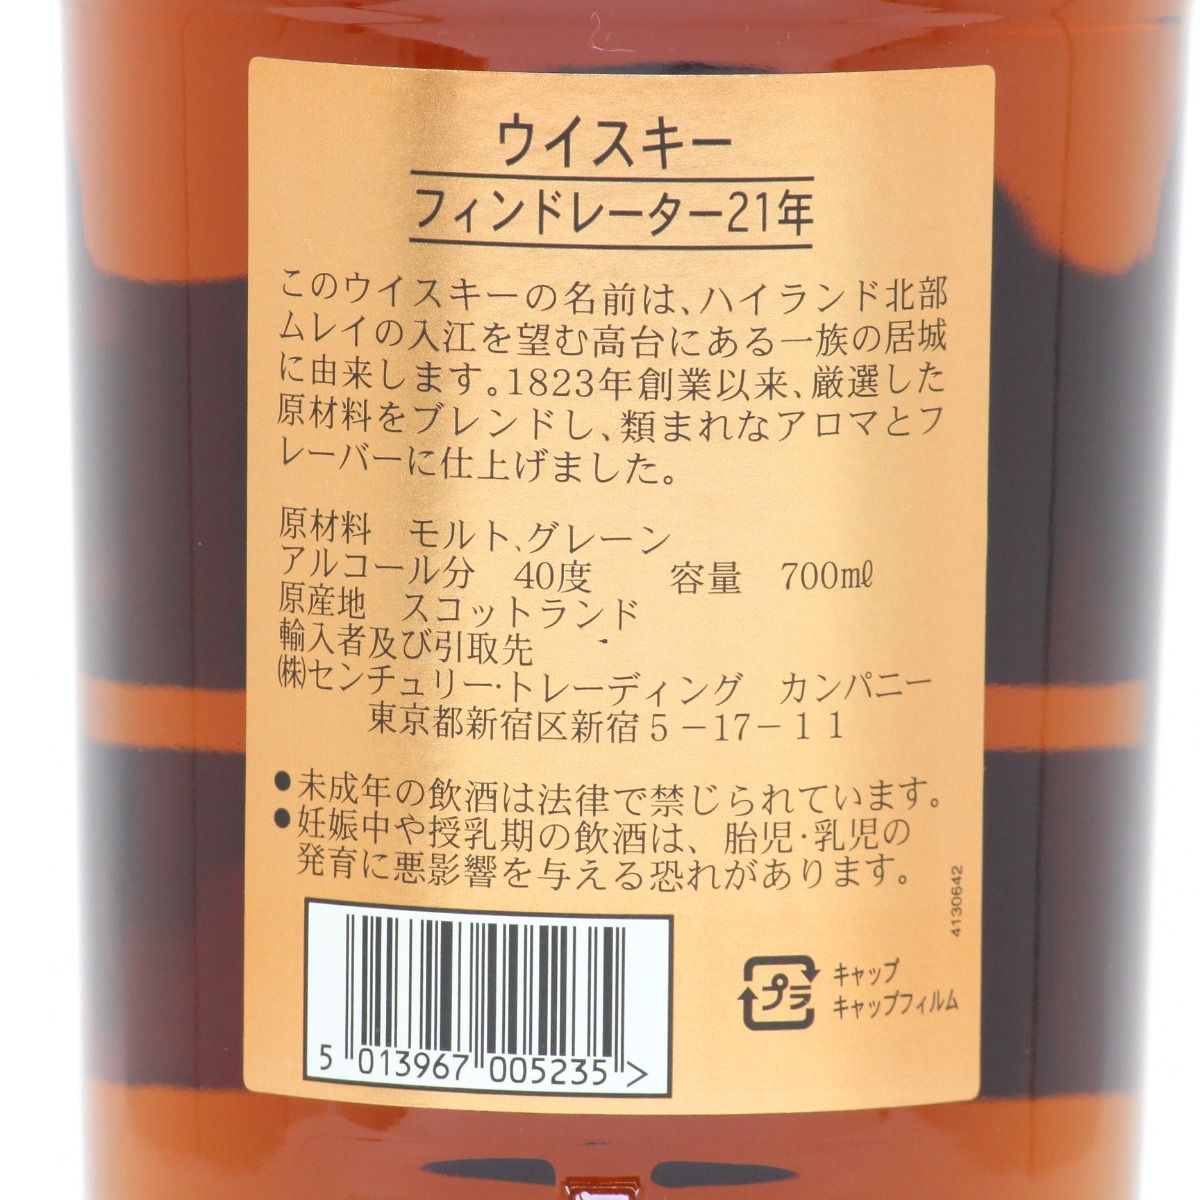 ウイスキー
フィンドレーター21年
このウイスキーの名前は、ハイランド北部
ムレイの入江を望む高台にある一族の居城
に由来します。1823年創業以来、厳選した
原材料をブレンドし、類まれなアロマとフ
レーバーに仕上げました。
原材料 モルト、グレーン
アルコール分 40度 容量 700mℓ
原産地 スコットランド
輸入者及び引取先
㈱センチュリー・トレーディング カンパニー
東京都新宿区新宿5-17-11
●未成年の飲酒は法律で禁じられています。
●妊娠中や授乳期の飲酒は、胎児・乳児の
発育に悪影響を与える恐れがあります。
4130642
5 013967 005235 >
プラ
キャップ
キャップフィルム